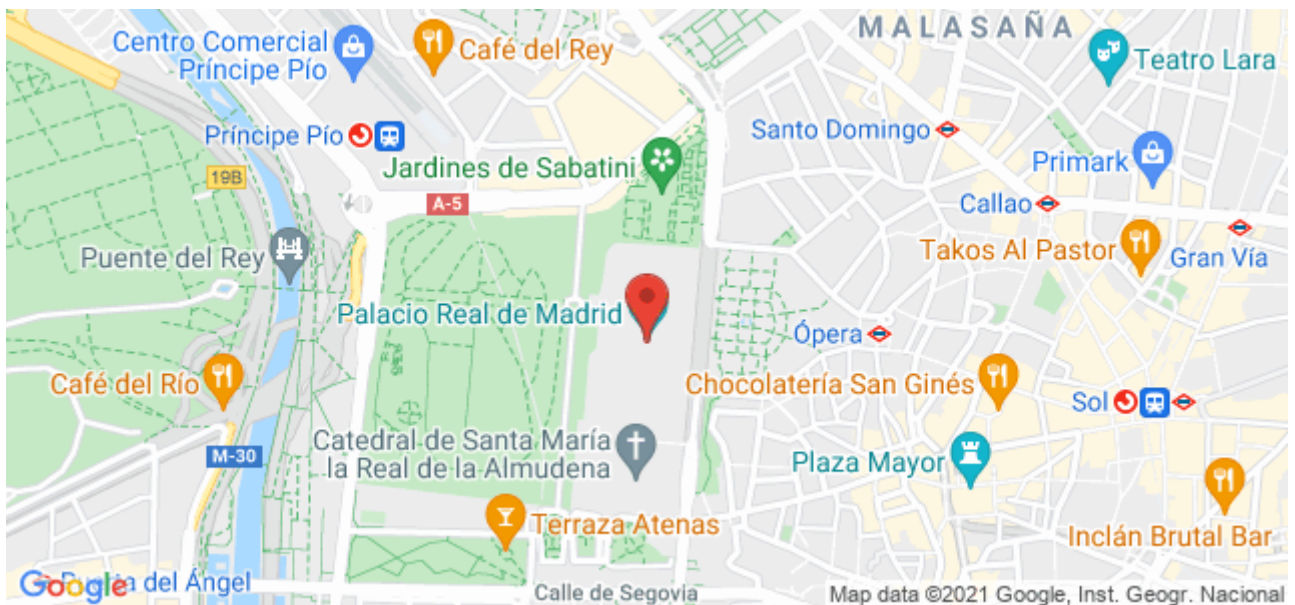 MALASAÑA
Centro Comercial
Príncipe Pío
Café del Rey
Teatro Lara
Príncipe Pío
Santo Domingo
Primark
Jardines de Sabatini
19B
A-5
Callao
Puente del Rey
Takos Al Pastor
Gran Vía
Palacio Real de Madrid
Ópera
Café del Río
Chocolatería San Ginés
Sol
Catedral de Santa María
la Real de la Almudena
M-30
Plaza Mayor
Terraza Atenas
Inclán Brutal Bar
Google
del Ángel
Calle de Segovia
Map data ©2021 Google, Inst. Geogr. Nacional